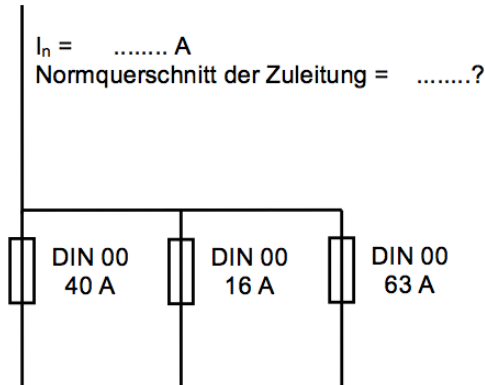 In = ........ A
Normquerschnitt der Zuleitung = ........?
DIN 00
40 A
DIN 00
16 A
DIN 00
63 A